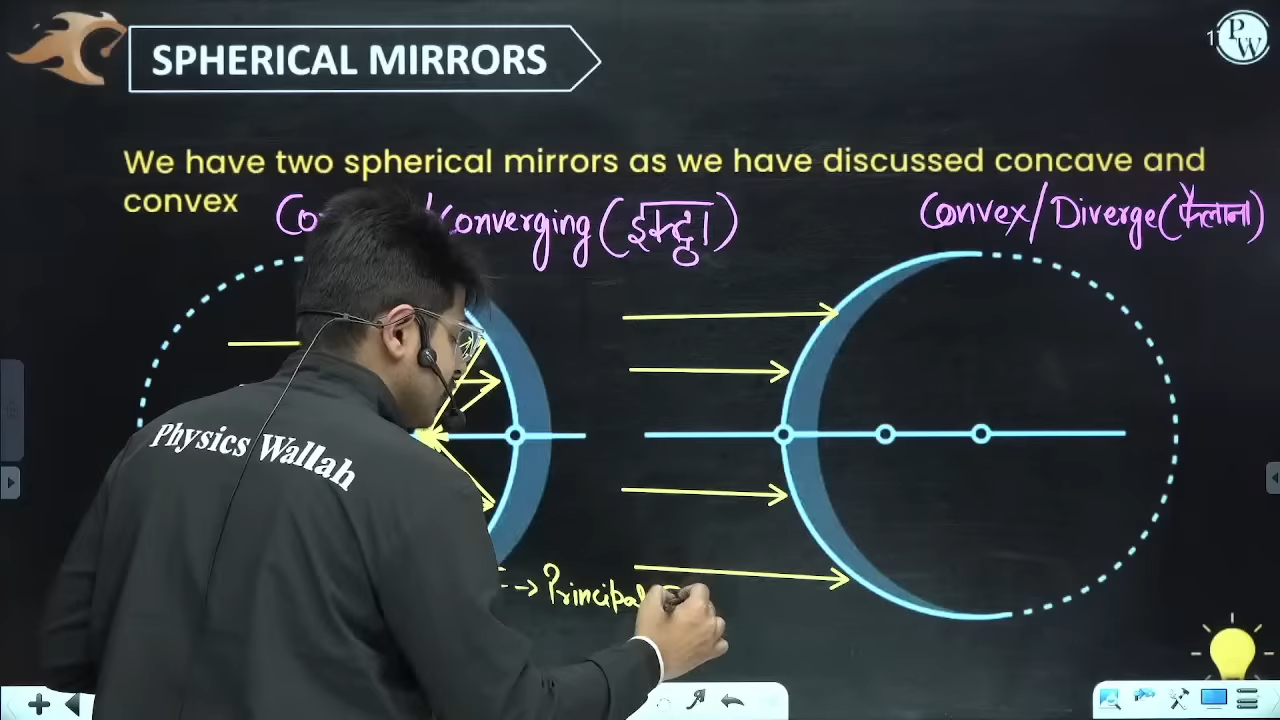 SPHERICAL MIRRORS
PW
We have two spherical mirrors as we have discussed concave and
convex
Converging (इकट्ठा)
Convex/Diverge (फैलाना)
Physics Wallah
→ Principal